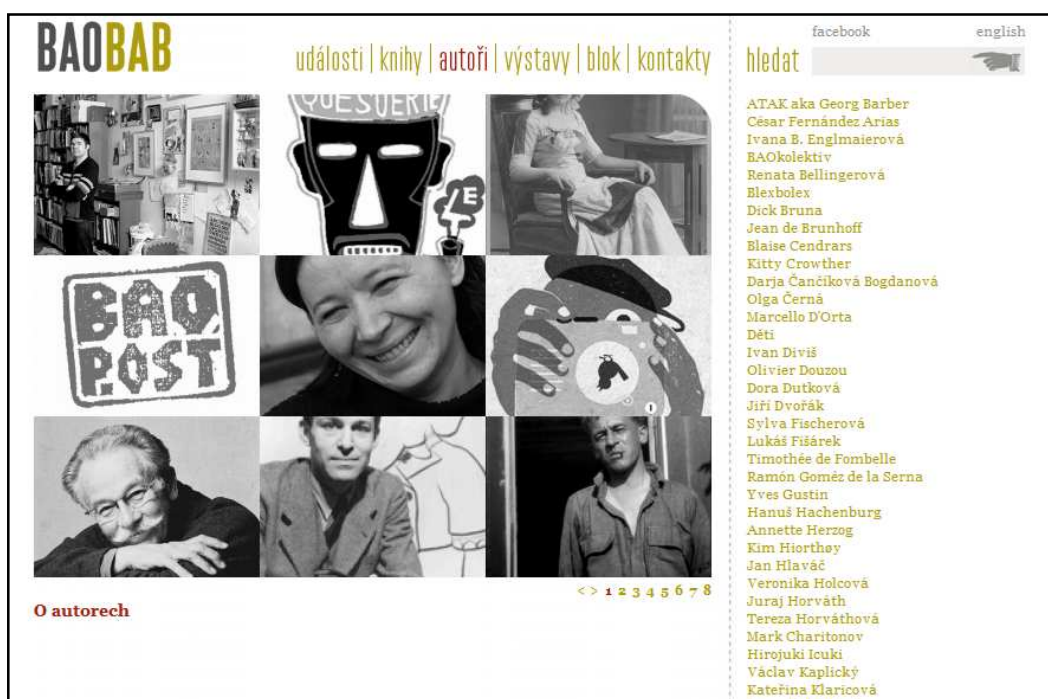 BAOBAB
události | knihy | autoři | výstavy | blok | kontakty
QUESUERTE
LE
BAO
POST
< > 1 2 3 4 5 6 7 8
O autorech
facebook
english
hledat
ATAK aka Georg Barber
César Fernández Arias
Ivana B. Englmaierová
BAOkolektiv
Renata Bellingerová
Blexbolex
Dick Bruna
Jean de Brunhoff
Blaise Cendrars
Kitty Crowther
Darja Čančíková Bogdanová
Olga Černá
Marcello D'Orta
Děti
Ivan Diviš
Olivier Douzou
Dora Dutková
Jiří Dvořák
Sylva Fischerová
Lukáš Fišárek
Timothée de Fombelle
Ramón Goméz de la Serna
Yves Gustin
Hanuš Hachenburg
Annette Herzog
Kim Hiorthøy
Jan Hlaváč
Veronika Holcová
Juraj Horváth
Tereza Horváthová
Mark Charitonov
Hirojuki Icuki
Václav Kaplický
Kateřina Klaricová